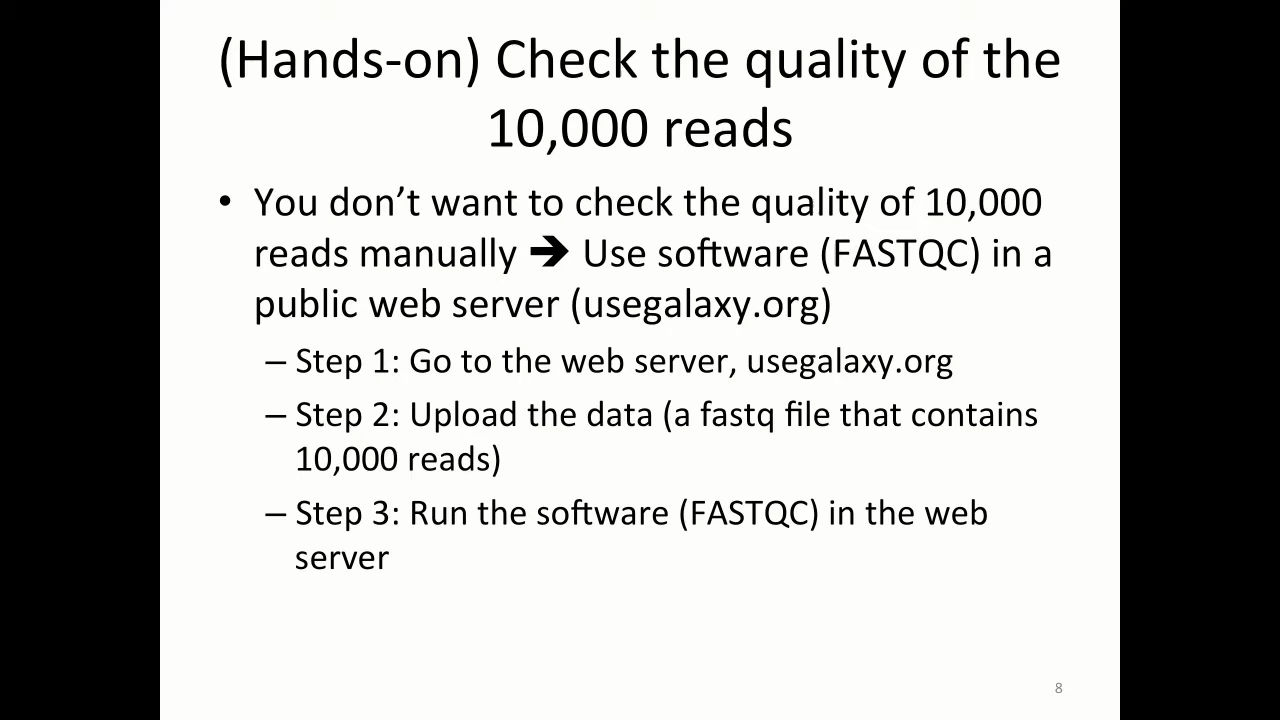 (Hands-on) Check the quality of the
10,000 reads
• You don’t want to check the quality of 10,000
reads manually ➔ Use software (FASTQC) in a
public web server (usegalaxy.org)
– Step 1: Go to the web server, usegalaxy.org
– Step 2: Upload the data (a fastq file that contains
10,000 reads)
– Step 3: Run the software (FASTQC) in the web
server
8